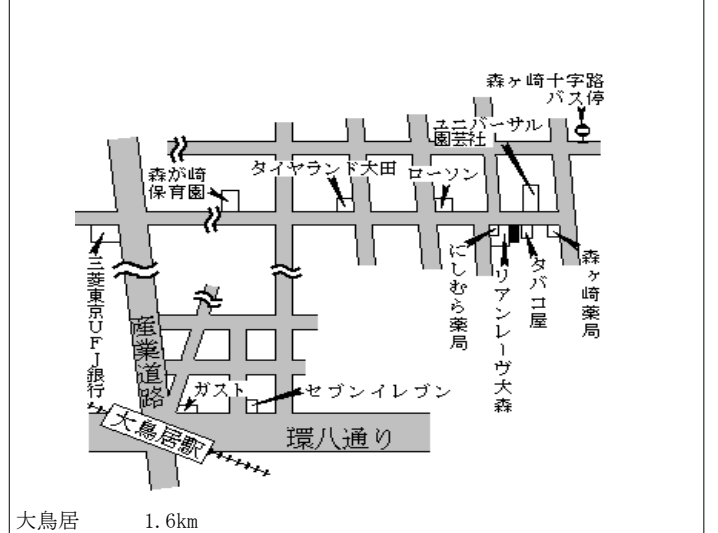 森ヶ崎十字路
バス停
ユニバーサル
園芸社
森が崎
保育園
タイヤランド大田
ローソン
三菱東京UFJ銀行
にしむら薬局
リアンレーヴ大森
タバコ屋
森ヶ崎薬局
産業道路
ガスト
セブンイレブン
大鳥居駅
環八通り
大鳥居 1.6km